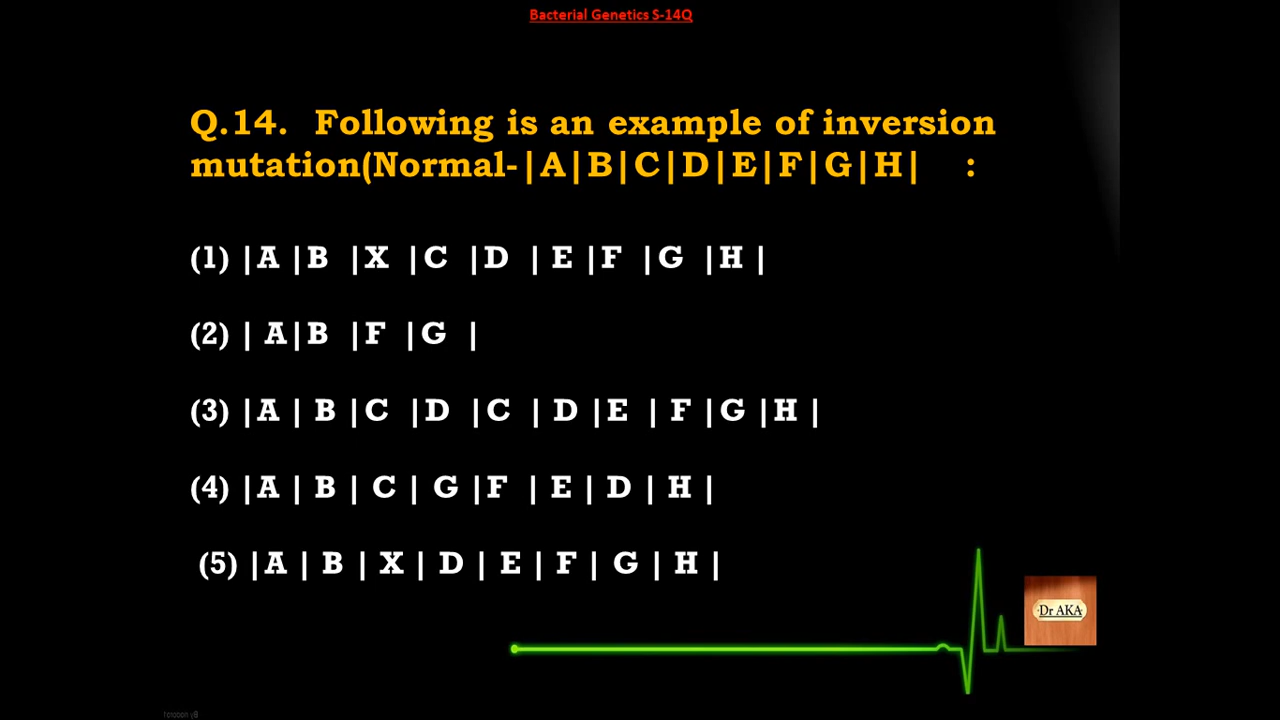 Bacterial Genetics S-14Q
Q.14. Following is an example of inversion
mutation(Normal-|A|B|C|D|E|F|G|H| :
(1) |A |B |X |C |D | E |F |G |H |
(2) | A|B |F |G |
(3) |A | B |C |D |C | D |E | F |G |H |
(4) |A | B | C | G |F | E | D | H |
(5) |A | B | X | D | E | F | G | H |
Dr AKA